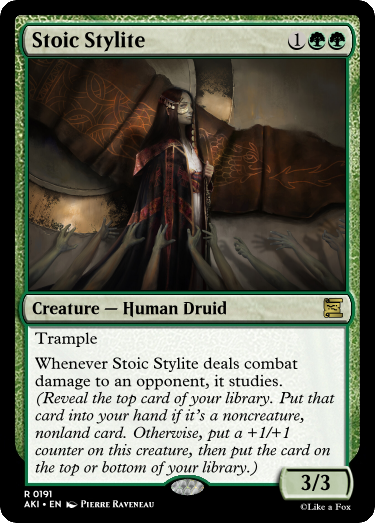 Stoic Stylite 1
Creature — Human Druid
Trample
Whenever Stoic Stylite deals combat
damage to an opponent, it studies.
(Reveal the top card of your library. Put that
card into your hand if it's a noncreature,
nonland card. Otherwise, put a +1/+1
counter on this creature, then put the card on
the top or bottom of your library.)
3/3
R 0191
AKI • EN Pierre Raveneau
©Like a Fox